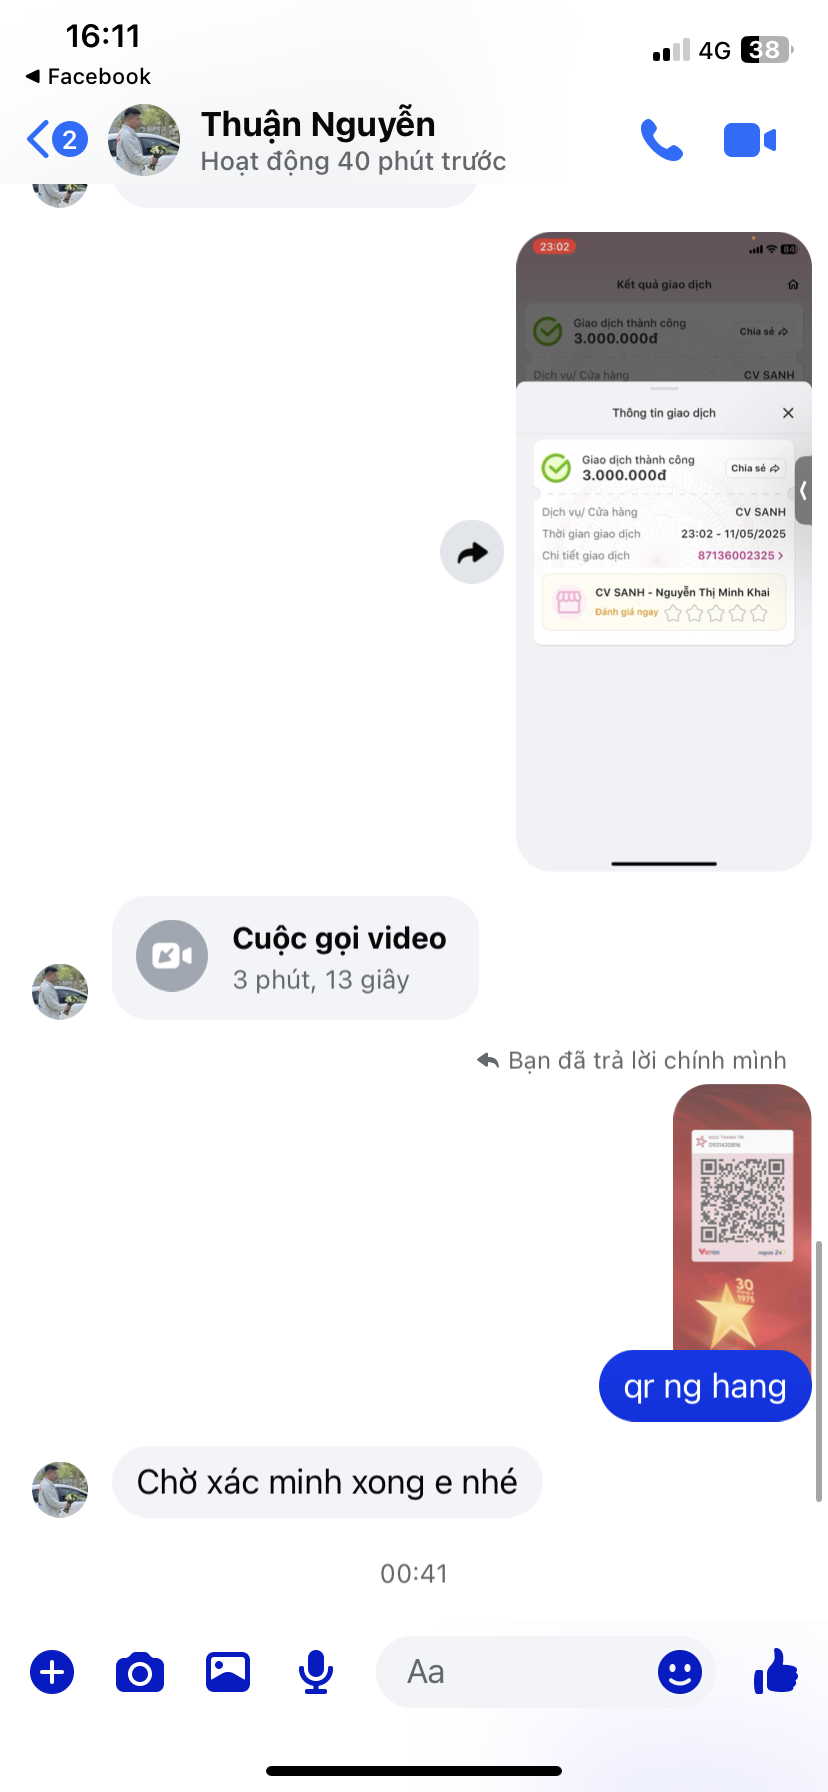 16:11
4G 38
◀ Facebook
2
Thuận Nguyễn
Hoạt động 40 phút trước
23:02
84
Kết quả giao dịch
Giao dịch thành công
3.000.000đ
Chia sẻ
Dịch vụ/ Cửa hàng
CV SANH
Thông tin giao dịch
Giao dịch thành công
3.000.000đ
Chia sẻ
Dịch vụ/ Cửa hàng
CV SANH
Thời gian giao dịch
23:02 - 11/05/2025
Chi tiết giao dịch
87136002325 >
CV SANH - Nguyễn Thị Minh Khai
Đánh giá ngay
Cuộc gọi video
3 phút, 13 giây
Bạn đã trả lời chính mình
30
1975
qr ng hang
Chờ xác minh xong e nhé
00:41
Aa